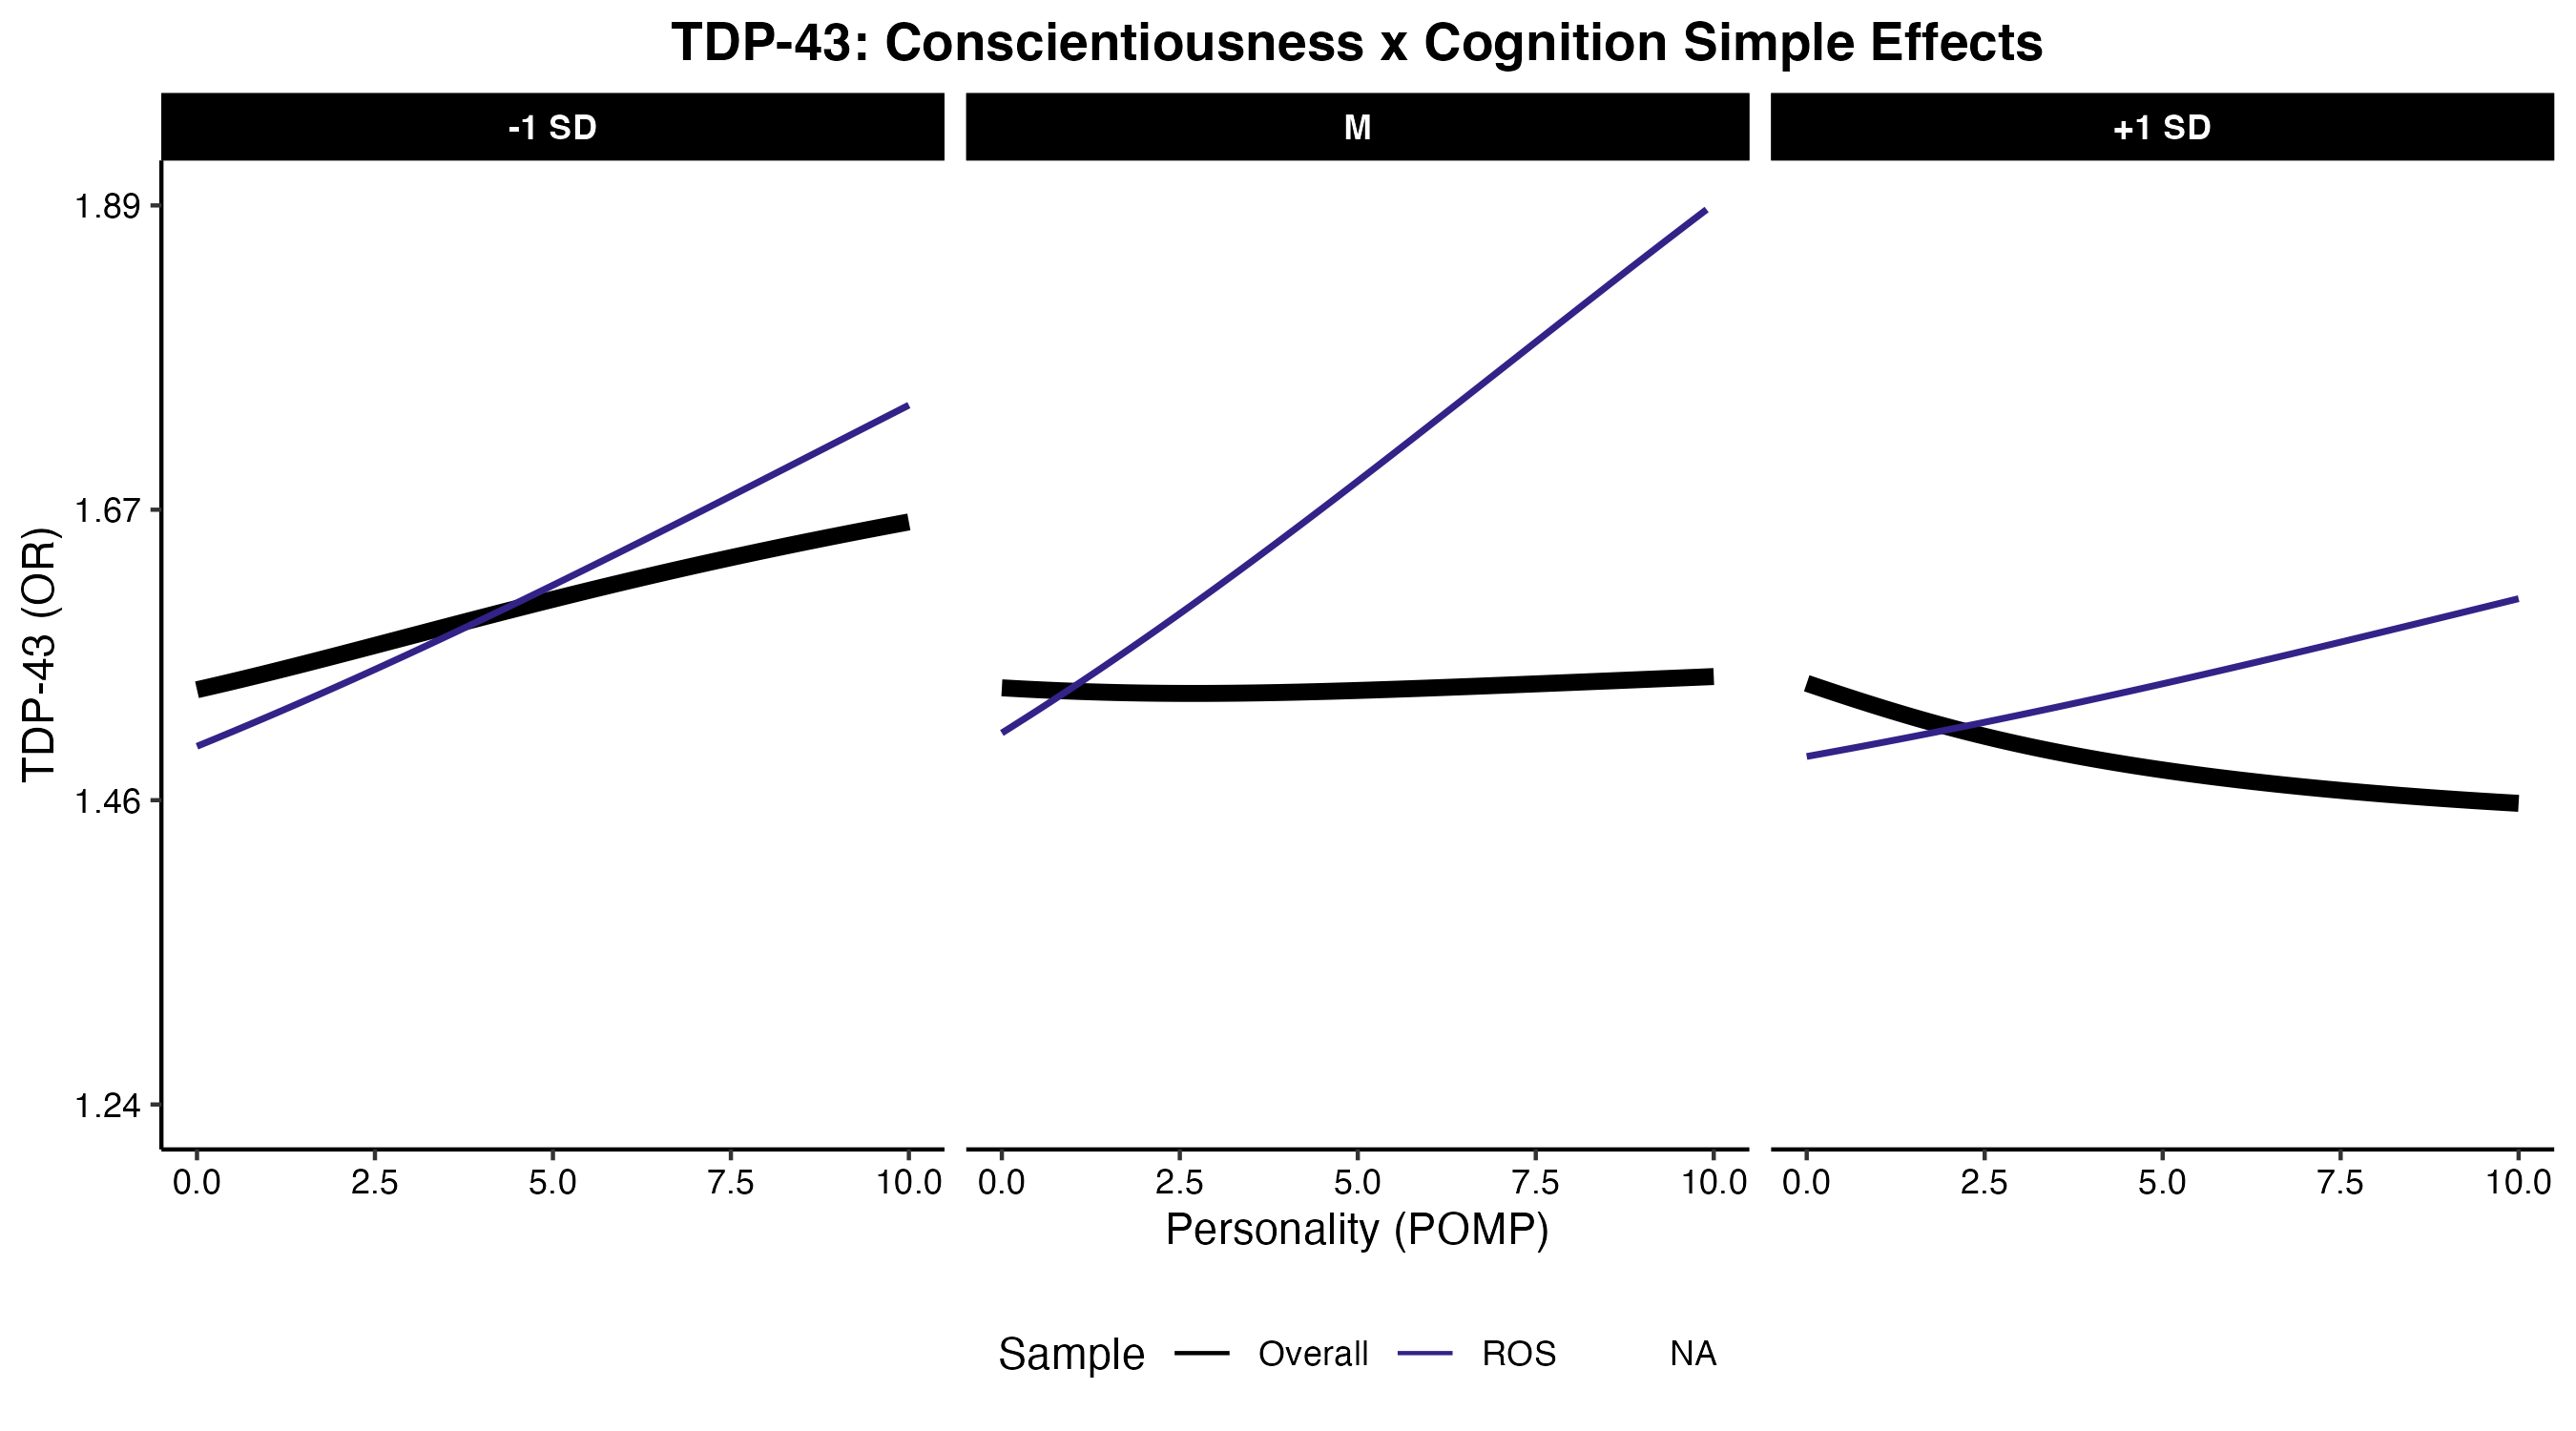 TDP-43: Conscientiousness x Cognition Simple Effects
-1 SD
M
+1 SD
1.89
1.67
1.46
1.24
TDP-43 (OR)
0.0 2.5 5.0 7.5 10.0
0.0 2.5 5.0 7.5 10.0
0.0 2.5 5.0 7.5 10.0
Personality (POMP)
Sample Overall ROS NA